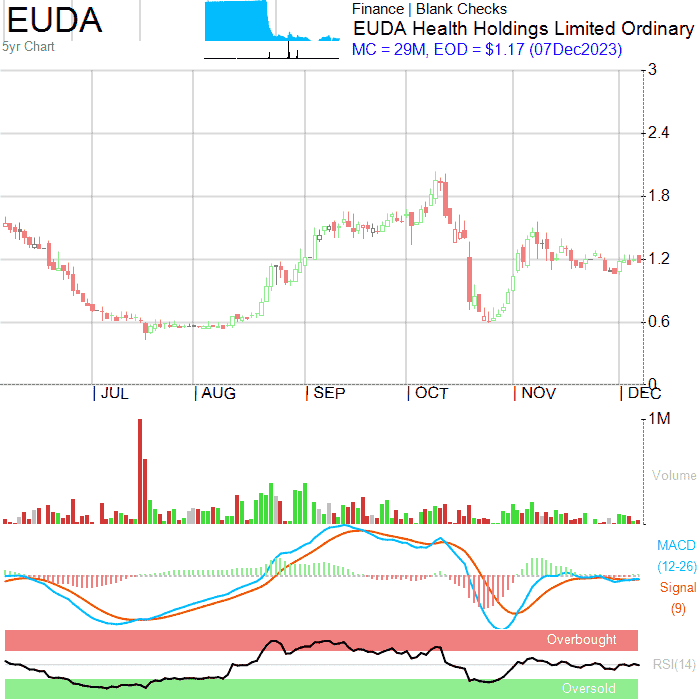 EUDA
5yr Chart
Finance | Blank Checks
EUDA Health Holdings Limited Ordinary
MC = 29M, EOD = $1.17 (07Dec2023)
3
2.4
1.8
1.2
0.6
0
JUL AUG SEP OCT NOV DEC
1M
Volume
MACD
(12-26)
Signal
(9)
Overbought
RSI(14)
Oversold